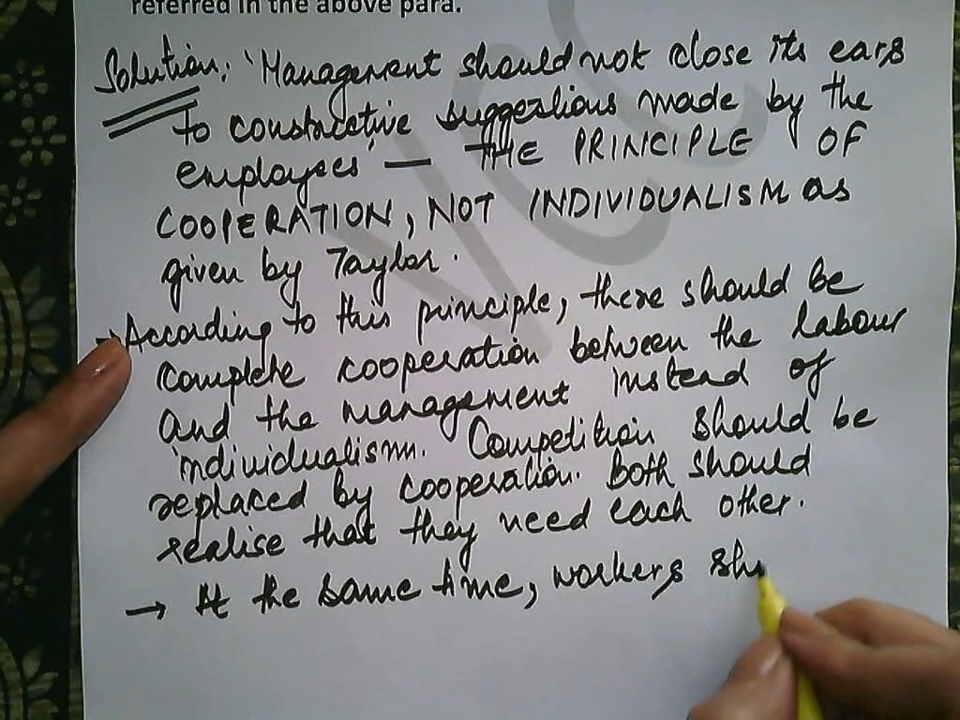 referred in the above para.
Solution: 'Management should not close its ears
to constructive suggestions made by the
employees' — THE PRINCIPLE OF
COOPERATION, NOT INDIVIDUALISM as
given by Taylor.
→ According to this principle, there should be
complete cooperation between the labour
and the management instead of
individualism. Competition should be
replaced by cooperation. Both should
realise that they need each other.
→ At the same time, workers sh
VCC